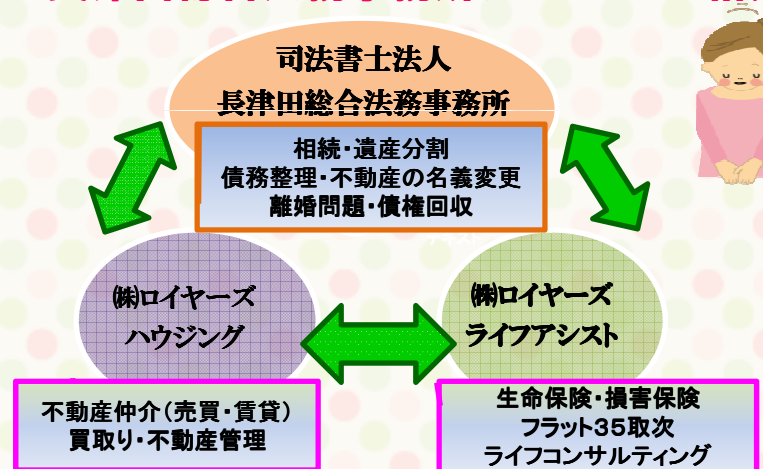 司法書士法人
長津田総合法務事務所
相続・遺産分割
債務整理・不動産の名義変更
離婚問題・債権回収
㈱ロイヤーズ
ハウジング
㈱ロイヤーズ
ライフアシスト
不動産仲介（売買・賃貸）
買取り・不動産管理
生命保険・損害保険
フラット３５取次
ライフコンサルティング